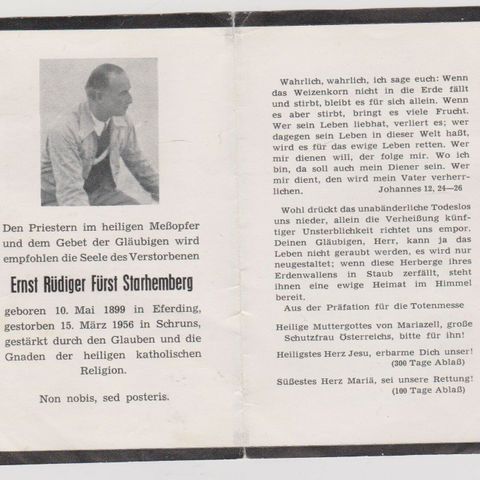 Den Priestern im heiligen Meßopfer
und dem Gebet der Gläubigen wird
empfohlen die Seele des Verstorbenen
Ernst Rüdiger Fürst Starhemberg
geboren 10. Mai 1899 in Eferding,
gestorben 15. März 1956 in Schruns,
gestärkt durch den Glauben und die
Gnaden der heiligen katholischen
Religion.
Non nobis, sed posteris.
Wahrlich, wahrlich, ich sage euch: Wenn
das Weizenkorn nicht in die Erde fällt
und stirbt, bleibt es für sich allein. Wenn
es aber stirbt, bringt es viele Frucht.
Wer sein Leben liebhat, verliert es; wer
dagegen sein Leben in dieser Welt haßt,
wird es für das ewige Leben retten. Wer
mir dienen will, der folge mir. Wo ich
bin, da soll auch mein Diener sein. Wer
mir dient, den wird mein Vater verherr-
lichen. Johannes 12, 24—26
Wohl drückt das unabänderliche Todeslos
uns nieder, allein die Verheißung künf-
tiger Unsterblichkeit richtet uns empor.
Deinen Gläubigen, Herr, kann ja das
Leben nicht geraubt werden, es wird nur
neugestaltet; wenn diese Herberge ihres
Erdenwallens in Staub zerfällt, steht
ihnen eine ewige Heimat im Himmel
bereit.
Aus der Präfation für die Totenmesse
Heilige Muttergottes von Mariazell, große
Schutzfrau Österreichs, bitte für ihn!
Heiligstes Herz Jesu, erbarme Dich unser!
(300 Tage Ablaß)
Süßestes Herz Mariä, sei unsere Rettung!
(100 Tage Ablaß)